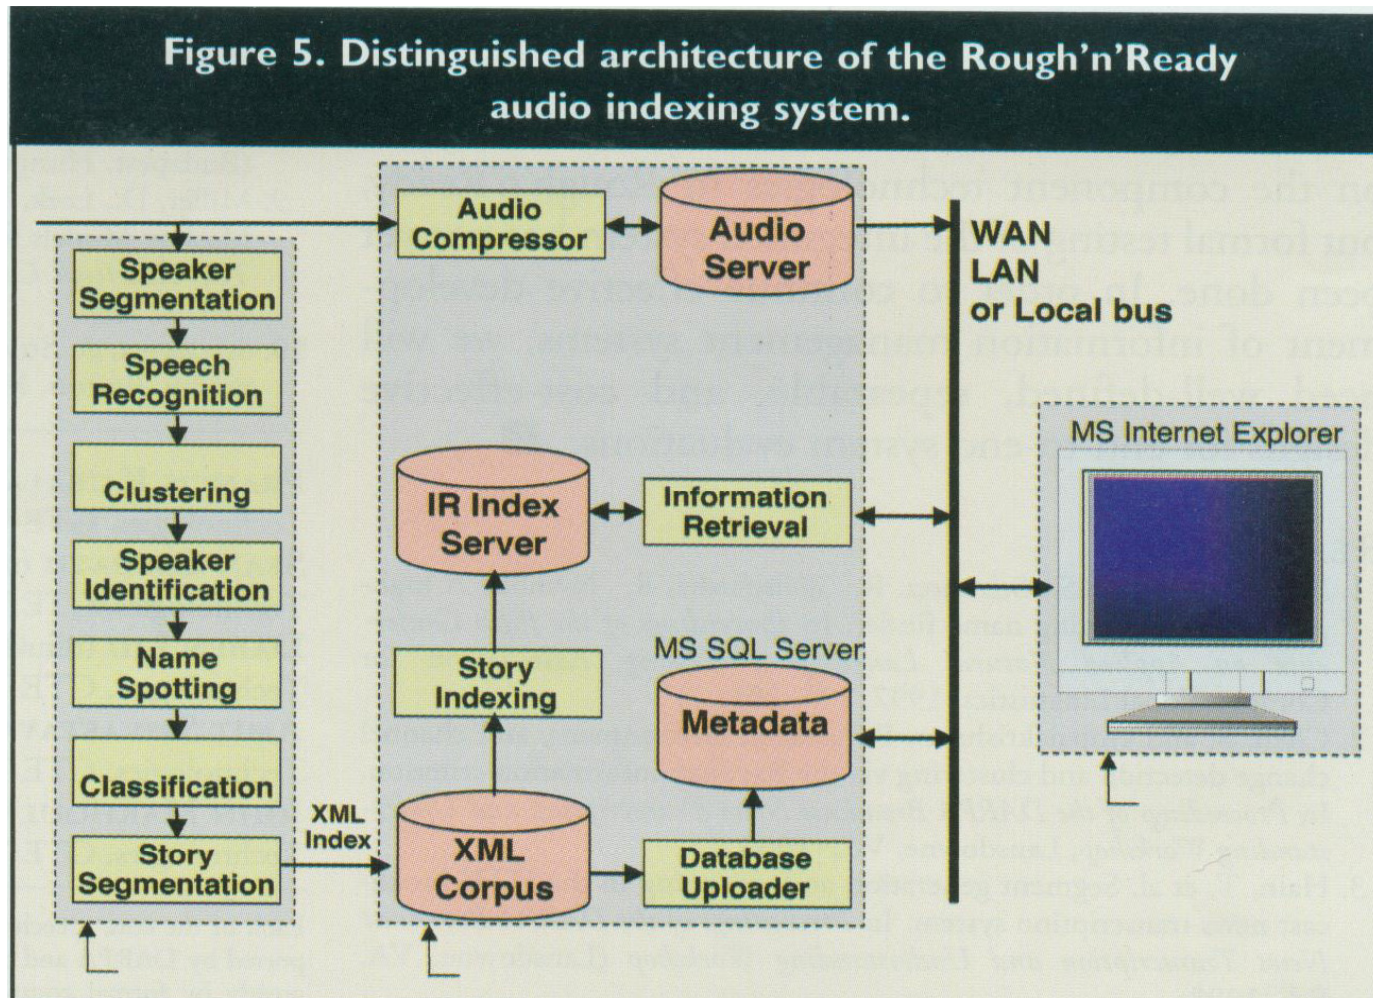 Figure 5. Distinguished architecture of the Rough'n'Ready
audio indexing system.
Audio
Compressor
Audio
Server
WAN
LAN
or Local bus
Speaker
Segmentation
Speech
Recognition
Clustering
Speaker
Identification
Name
Spotting
Classification
Story
Segmentation
XML
Index
IR Index
Server
Information
Retrieval
Story
Indexing
MS SQL Server
Metadata
XML
Corpus
Database
Uploader
MS Internet Explorer